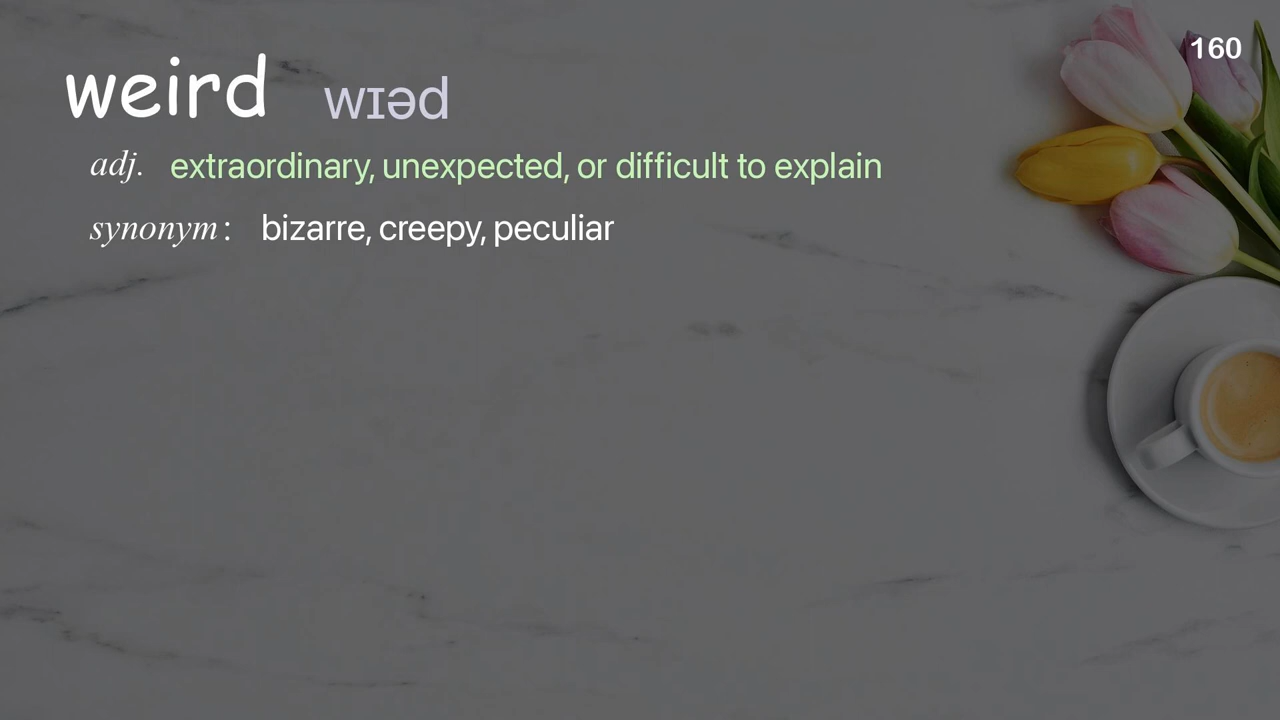 160
weird wɪəd
adj. extraordinary, unexpected, or difficult to explain
synonym : bizarre, creepy, peculiar